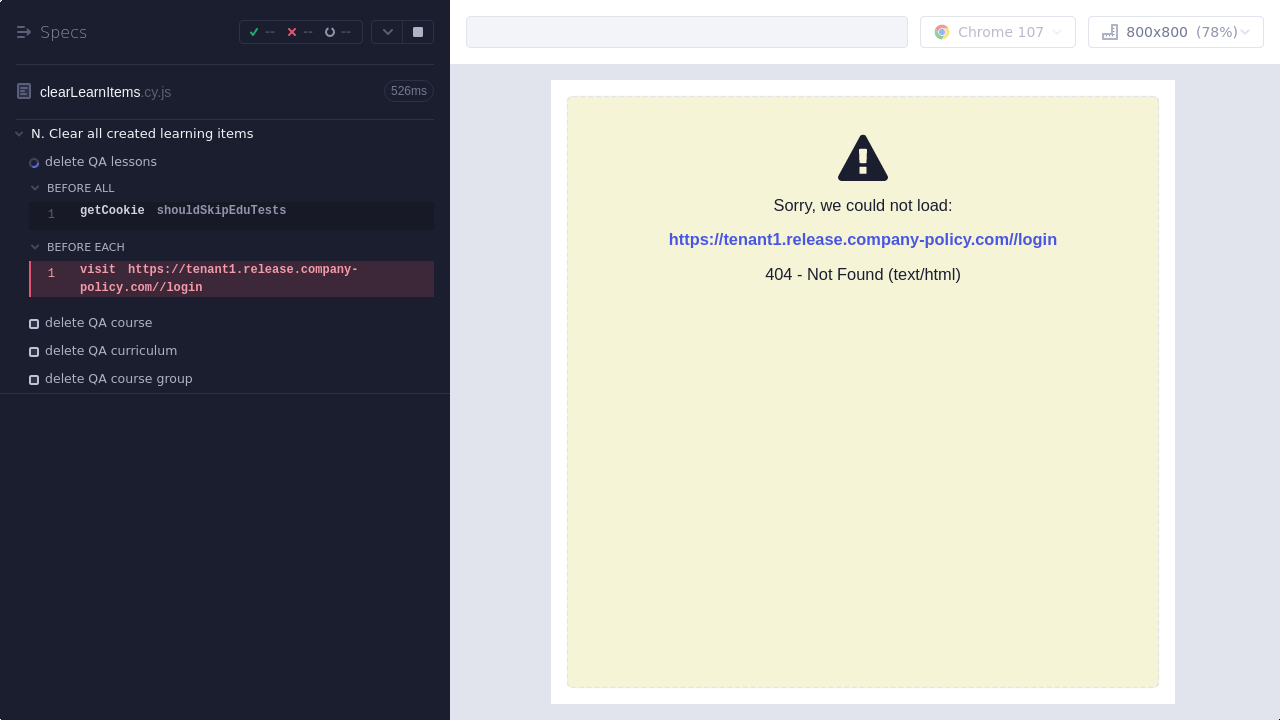 Specs
-- -- --
Chrome 107
800x800 (78%)
clearLearnItems.cy.js
526ms
N. Clear all created learning items
delete QA lessons
BEFORE ALL
1 getCookie shouldSkipEduTests
BEFORE EACH
1 visit https://tenant1.release.company-
policy.com//login
delete QA course
delete QA curriculum
delete QA course group
Sorry, we could not load:
https://tenant1.release.company-policy.com//login
404 - Not Found (text/html)